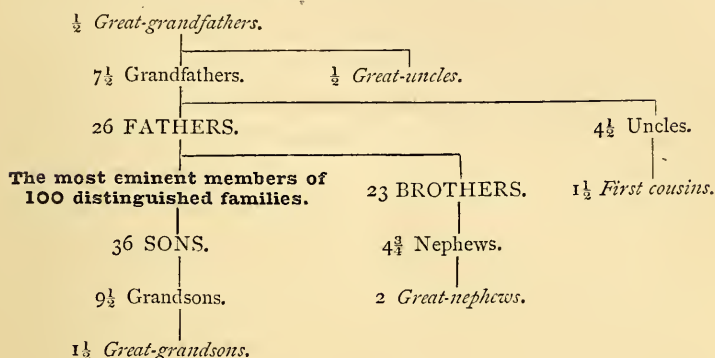 ½ Great-grandfathers.
7½ Grandfathers. ½ Great-uncles.
26 FATHERS. 4½ Uncles.
The most eminent members of
100 distinguished families. 23 BROTHERS. 1½ First cousins.
36 SONS. 4¾ Nephews.
9½ Grandsons. 2 Great-nephews.
1½ Great-grandsons.